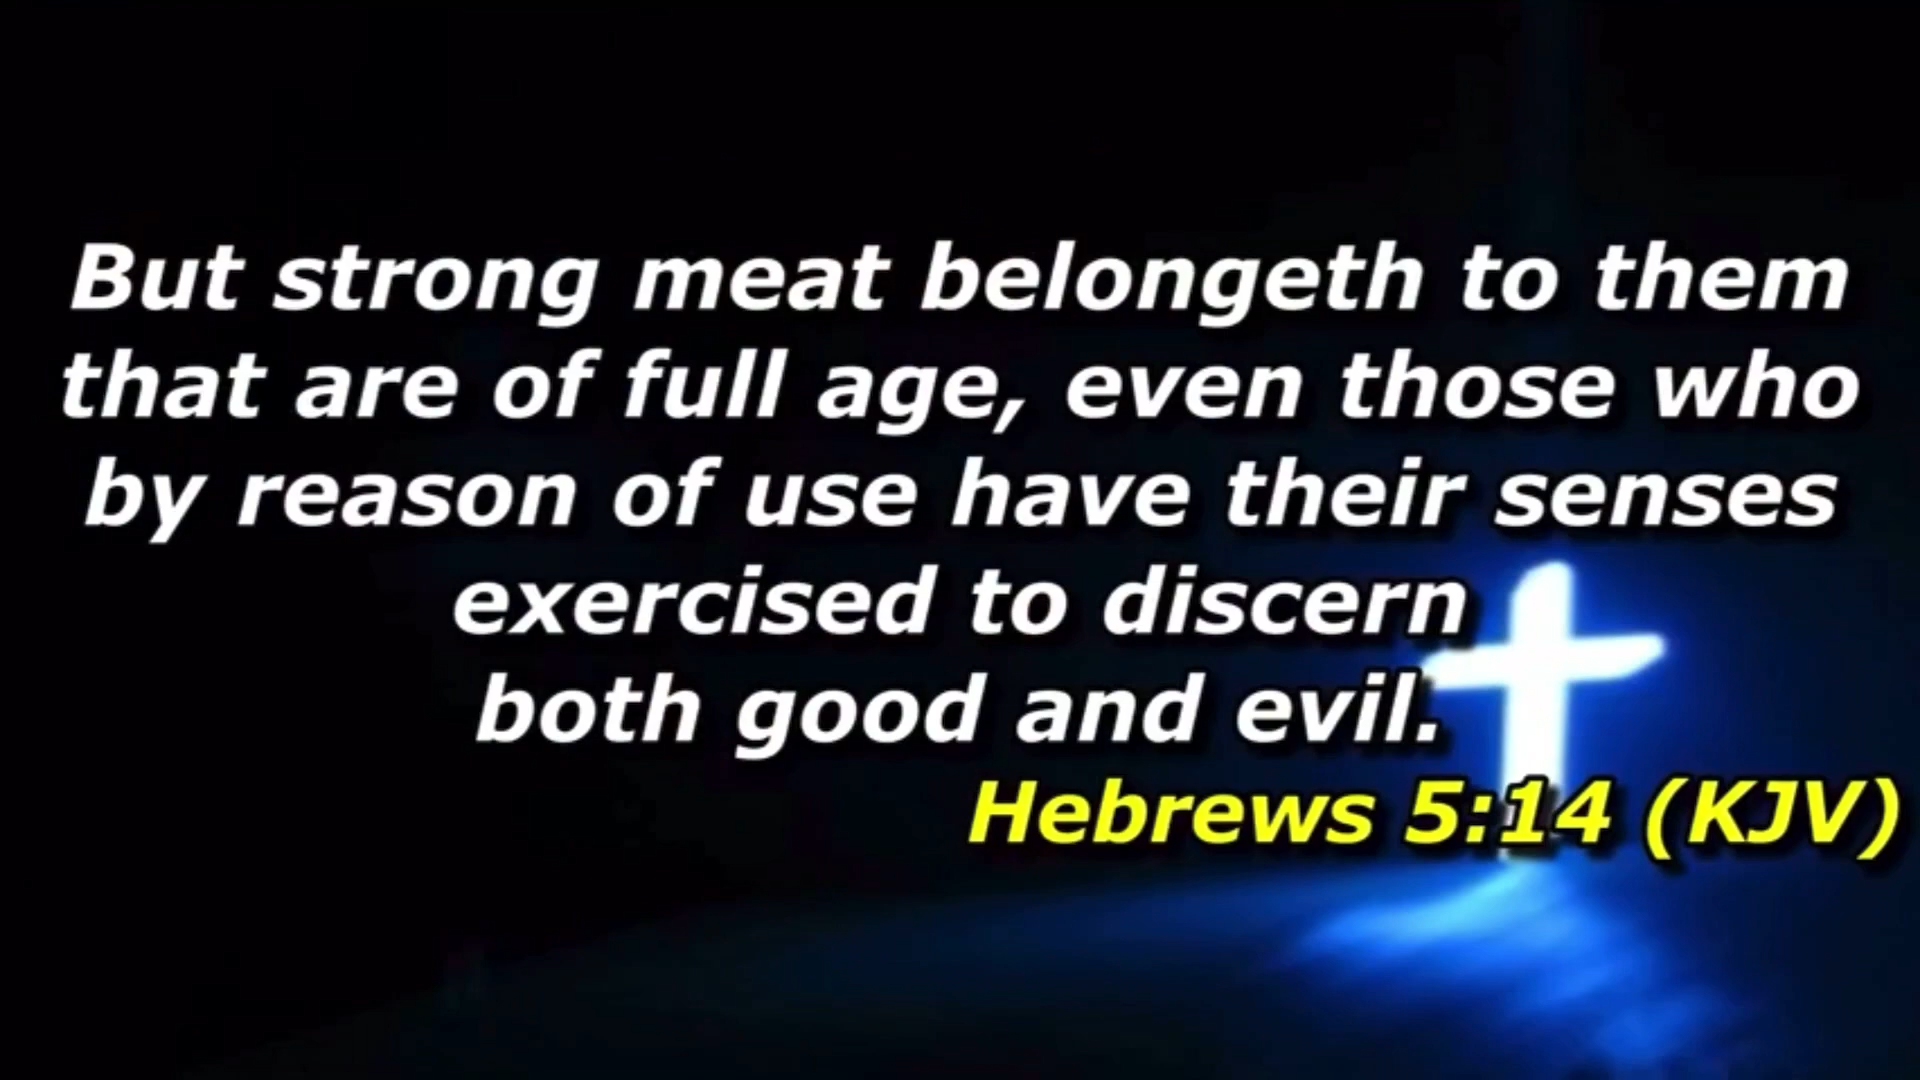 But strong meat belongeth to them
that are of full age, even those who
by reason of use have their senses
exercised to discern
both good and evil.
Hebrews 5:14 (KJV)